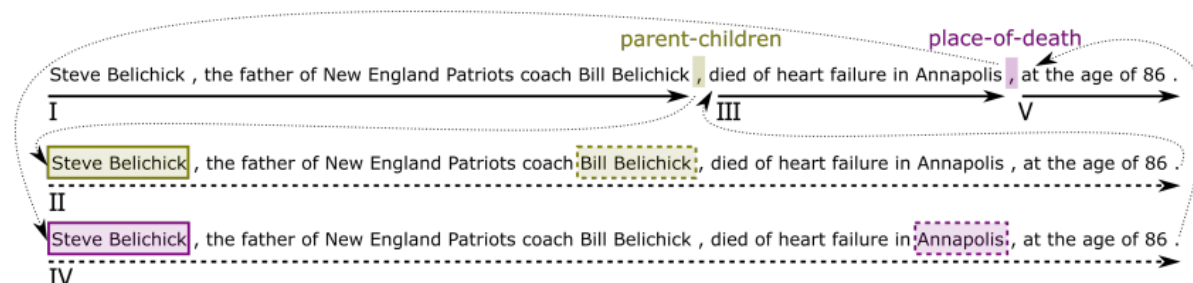 parent-children place-of-death
Steve Belichick , the father of New England Patriots coach Bill Belichick , died of heart failure in Annapolis , at the age of 86 .
I III V
Steve Belichick , the father of New England Patriots coach Bill Belichick , died of heart failure in Annapolis , at the age of 86 .
II
Steve Belichick , the father of New England Patriots coach Bill Belichick , died of heart failure in Annapolis , at the age of 86 .
IV